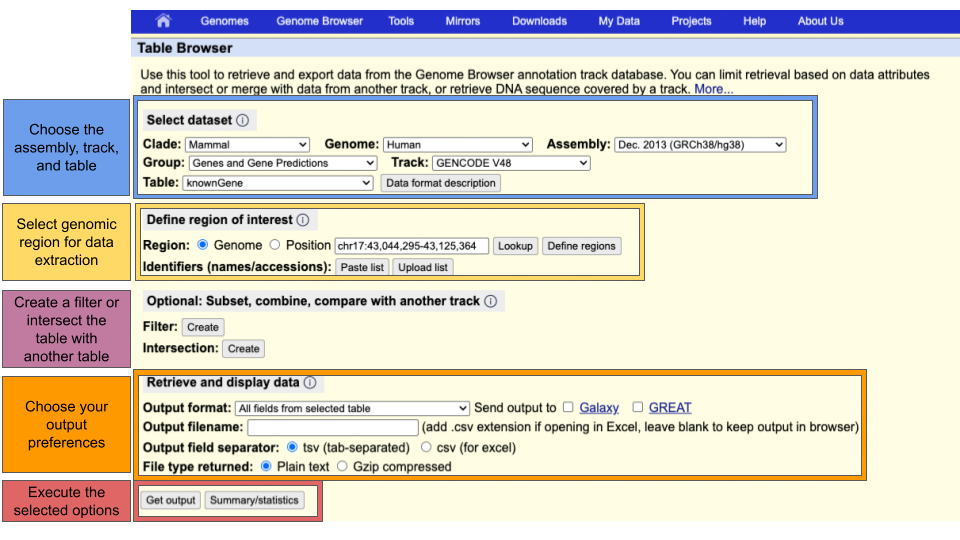 Genomes Genome Browser Tools Mirrors Downloads My Data Projects Help About Us
Table Browser
Use this tool to retrieve and export data from the Genome Browser annotation track database. You can limit retrieval based on data attributes
and intersect or merge with data from another track, or retrieve DNA sequence covered by a track. More...
Choose the
assembly, track,
and table
Select dataset
Clade: Mammal Genome: Human Assembly: Dec. 2013 (GRCh38/hg38)
Group: Genes and Gene Predictions Track: GENCODE V48
Table: knownGene Data format description
Select genomic
region for data
extraction
Define region of interest
Region: Genome Position chr17:43,044,295-43,125,364 Lookup Define regions
Identifiers (names/accessions): Paste list Upload list
Create a filter or
intersect the
table with
another table
Optional: Subset, combine, compare with another track
Filter: Create
Intersection: Create
Choose your
output
preferences
Retrieve and display data
Output format: All fields from selected table Send output to Galaxy GREAT
Output filename: (add .csv extension if opening in Excel, leave blank to keep output in browser)
Output field separator: tsv (tab-separated) csv (for excel)
File type returned: Plain text Gzip compressed
Execute the
selected options
Get output Summary/statistics